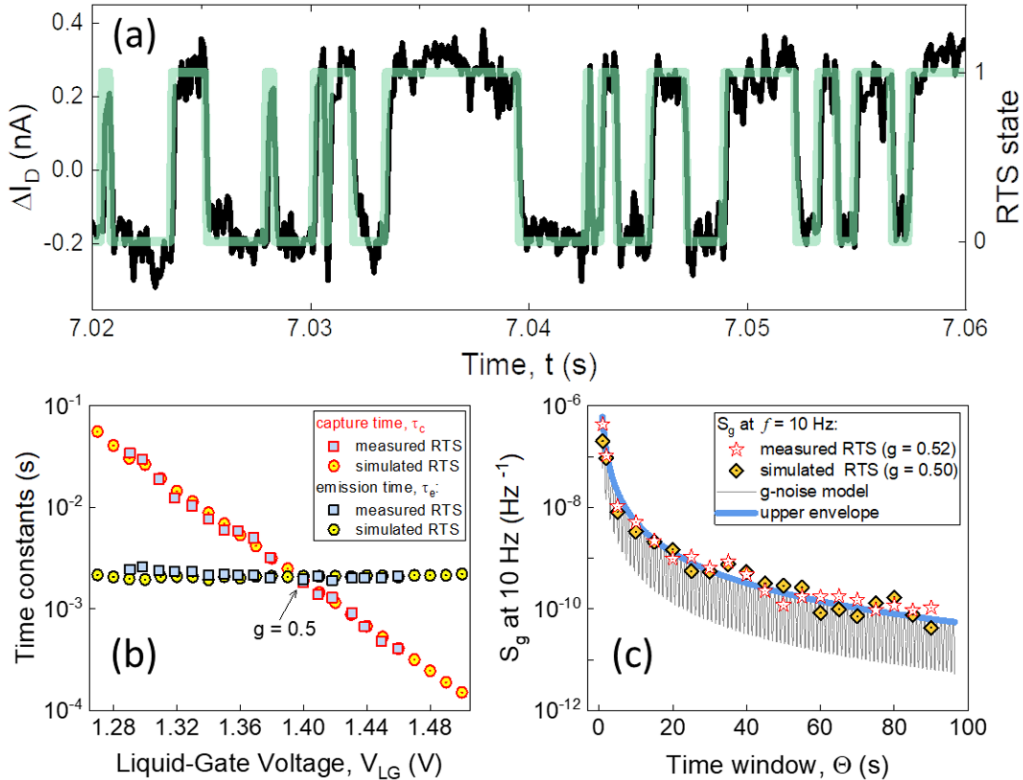 (a)
0.4
0.2
0.0
-0.2
ΔI_D (nA)
1
0
RTS state
7.02 7.03 7.04 7.05 7.06
Time, t (s)
10^-1
10^-2
10^-3
10^-4
Time constants (s)
capture time, τ_c
measured RTS
simulated RTS
emission time, τ_e:
measured RTS
simulated RTS
g = 0.5
(b)
1.28 1.32 1.36 1.40 1.44 1.48
Liquid-Gate Voltage, V_LG (V)
10^-6
10^-8
10^-10
10^-12
S_g at 10 Hz (Hz^-1)
S_g at f = 10 Hz:
measured RTS (g = 0.52)
simulated RTS (g = 0.50)
g-noise model
upper envelope
(c)
0 20 40 60 80 100
Time window, Θ (s)